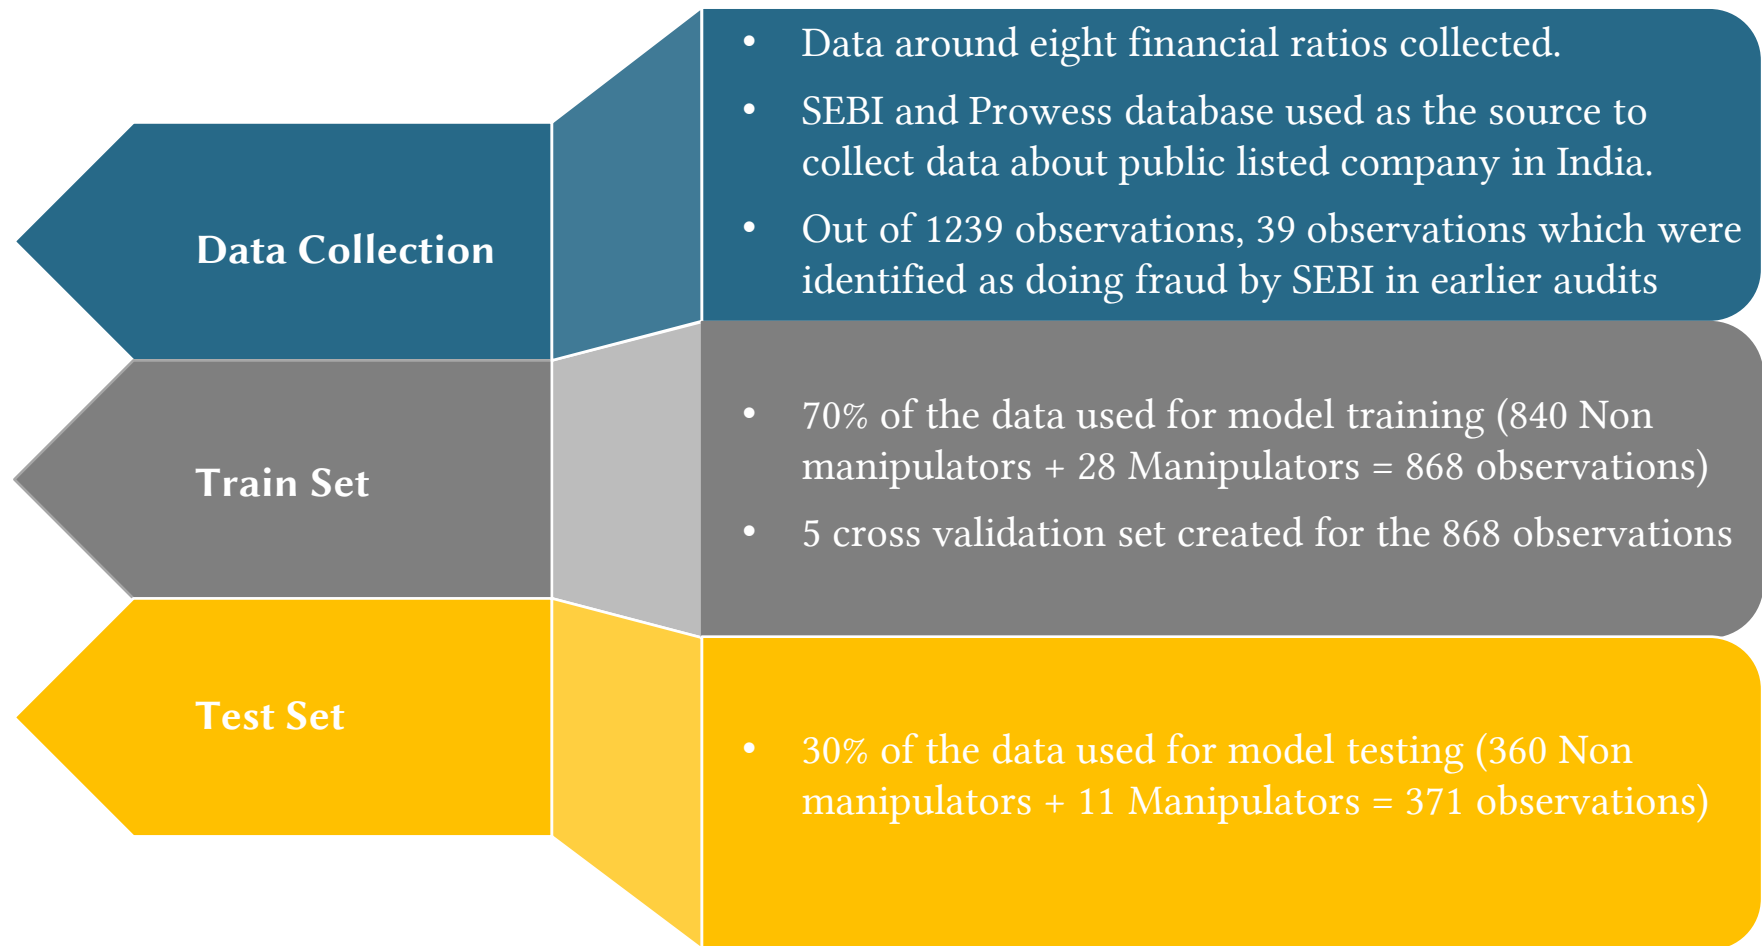 Data Collection
• Data around eight financial ratios collected.
• SEBI and Prowess database used as the source to
collect data about public listed company in India.
• Out of 1239 observations, 39 observations which were
identified as doing fraud by SEBI in earlier audits
Train Set
• 70% of the data used for model training (840 Non
manipulators + 28 Manipulators = 868 observations)
• 5 cross validation set created for the 868 observations
Test Set
• 30% of the data used for model testing (360 Non
manipulators + 11 Manipulators = 371 observations)